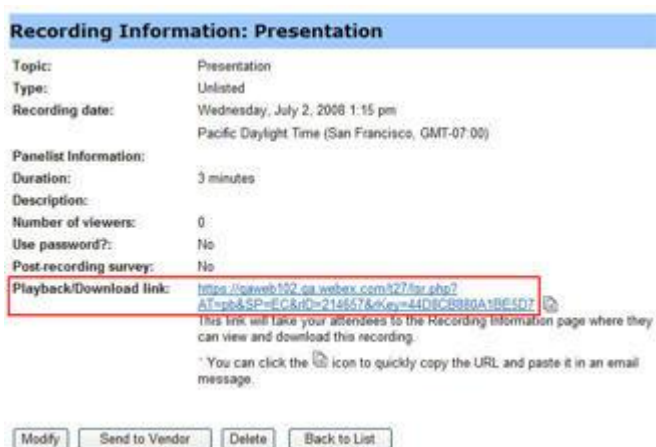 Recording Information: Presentation
Topic: Presentation
Type: Unlisted
Recording date: Wednesday, July 2, 2008 1:15 pm
Pacific Daylight Time (San Francisco, GMT-07:00)
Panelist Information:
Duration: 3 minutes
Description:
Number of viewers: 0
Use password?: No
Post-recording survey: No
Playback/Download link: https://qaweb102.qa.webex.com/t27/lsr.php?
AT=pb&SP=EC&rID=214657&rKey=44D8CB880A1BE5D7
This link will take your attendees to the Recording Information page where they
can view and download this recording.
* You can click the icon to quickly copy the URL and paste it in an email
message.
Modify Send to Vendor Delete Back to List